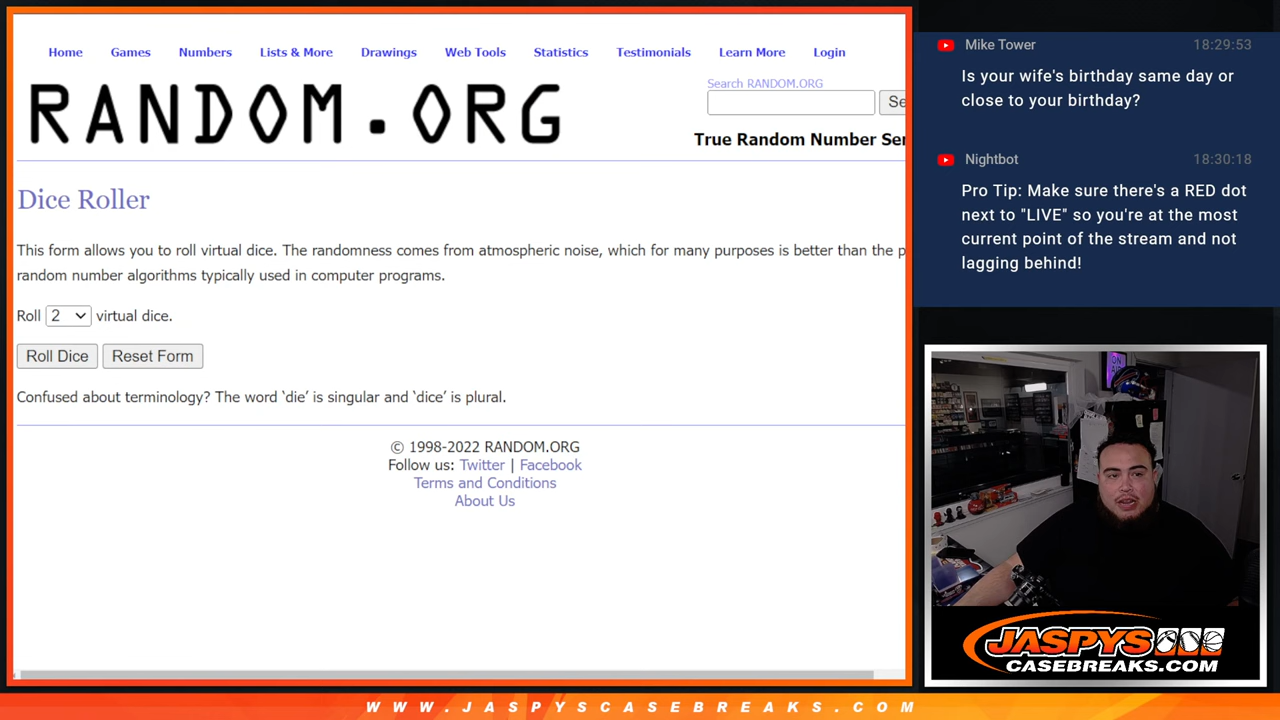 Home Games Numbers Lists & More Drawings Web Tools Statistics Testimonials Learn More Login
RANDOM.ORG
Search RANDOM.ORG
Se
True Random Number Ser
Dice Roller
This form allows you to roll virtual dice. The randomness comes from atmospheric noise, which for many purposes is better than the p
random number algorithms typically used in computer programs.
Roll 2 virtual dice.
Roll Dice Reset Form
Confused about terminology? The word ‘die’ is singular and ‘dice’ is plural.
© 1998-2022 RANDOM.ORG
Follow us: Twitter | Facebook
Terms and Conditions
About Us
Mike Tower 18:29:53
Is your wife's birthday same day or
close to your birthday?
Nightbot 18:30:18
Pro Tip: Make sure there's a RED dot
next to "LIVE" so you're at the most
current point of the stream and not
lagging behind!
JASPYS
CASEBREAKS.COM
WWW.JASPYSCASEBREAKS.COM